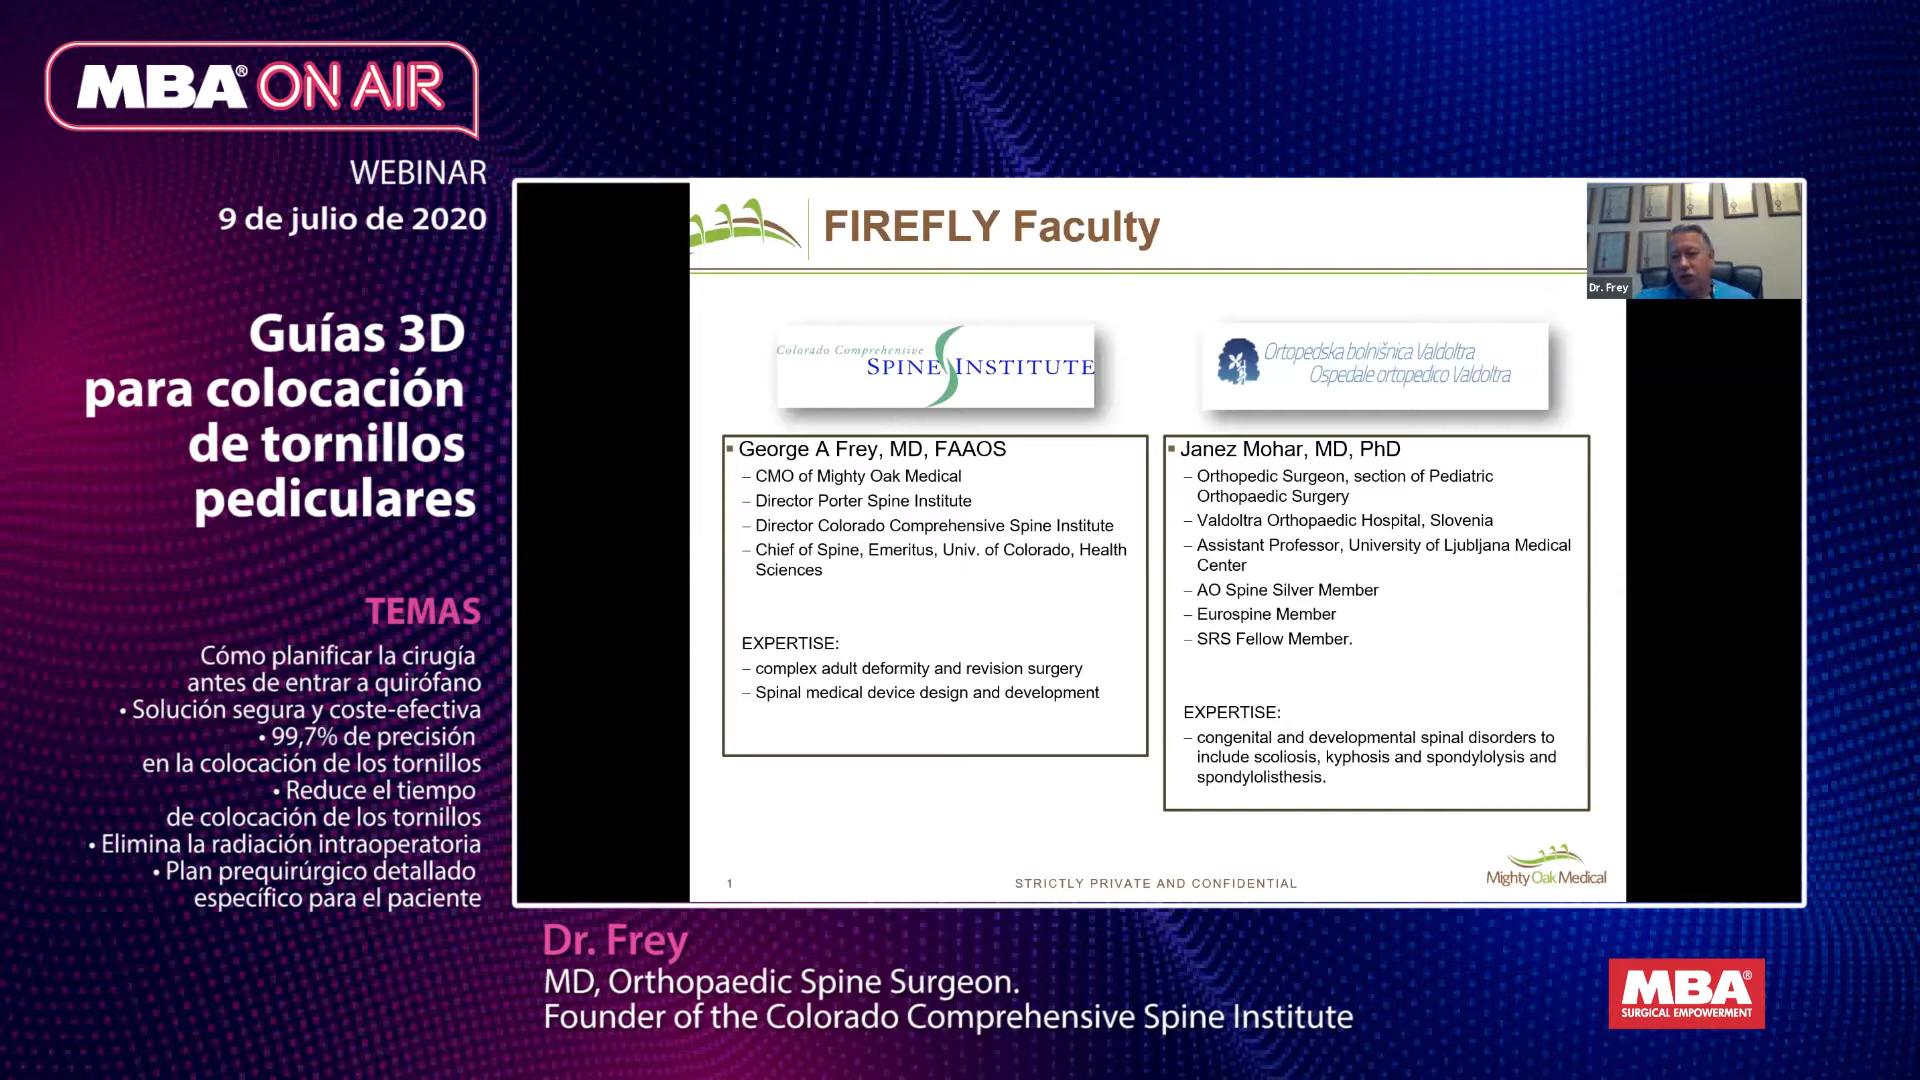 MBA® ON AIR
WEBINAR
9 de julio de 2020
Guías 3D
para colocación
de tornillos
pediculares
TEMAS
Cómo planificar la cirugía
antes de entrar a quirófano
• Solución segura y coste-efectiva
• 99,7% de precisión
en la colocación de los tornillos
• Reduce el tiempo
de colocación de los tornillos
• Elimina la radiación intraoperatoria
• Plan prequirúrgico detallado
específico para el paciente
FIREFLY Faculty
Dr. Frey
Colorado Comprehensive
SPINE INSTITUTE
George A Frey, MD, FAAOS
– CMO of Mighty Oak Medical
– Director Porter Spine Institute
– Director Colorado Comprehensive Spine Institute
– Chief of Spine, Emeritus, Univ. of Colorado, Health
Sciences
EXPERTISE:
– complex adult deformity and revision surgery
– Spinal medical device design and development
Ortopedska bolnišnica Valdoltra
Ospedale ortopedico Valdoltra
Janez Mohar, MD, PhD
– Orthopedic Surgeon, section of Pediatric
Orthopaedic Surgery
– Valdoltra Orthopaedic Hospital, Slovenia
– Assistant Professor, University of Ljubljana Medical
Center
– AO Spine Silver Member
– Eurospine Member
– SRS Fellow Member.
EXPERTISE:
– congenital and developmental spinal disorders to
include scoliosis, kyphosis and spondylolysis and
spondylolisthesis.
1
STRICTLY PRIVATE AND CONFIDENTIAL
Mighty Oak Medical
Dr. Frey
MD, Orthopaedic Spine Surgeon.
Founder of the Colorado Comprehensive Spine Institute
MBA®
SURGICAL EMPOWERMENT